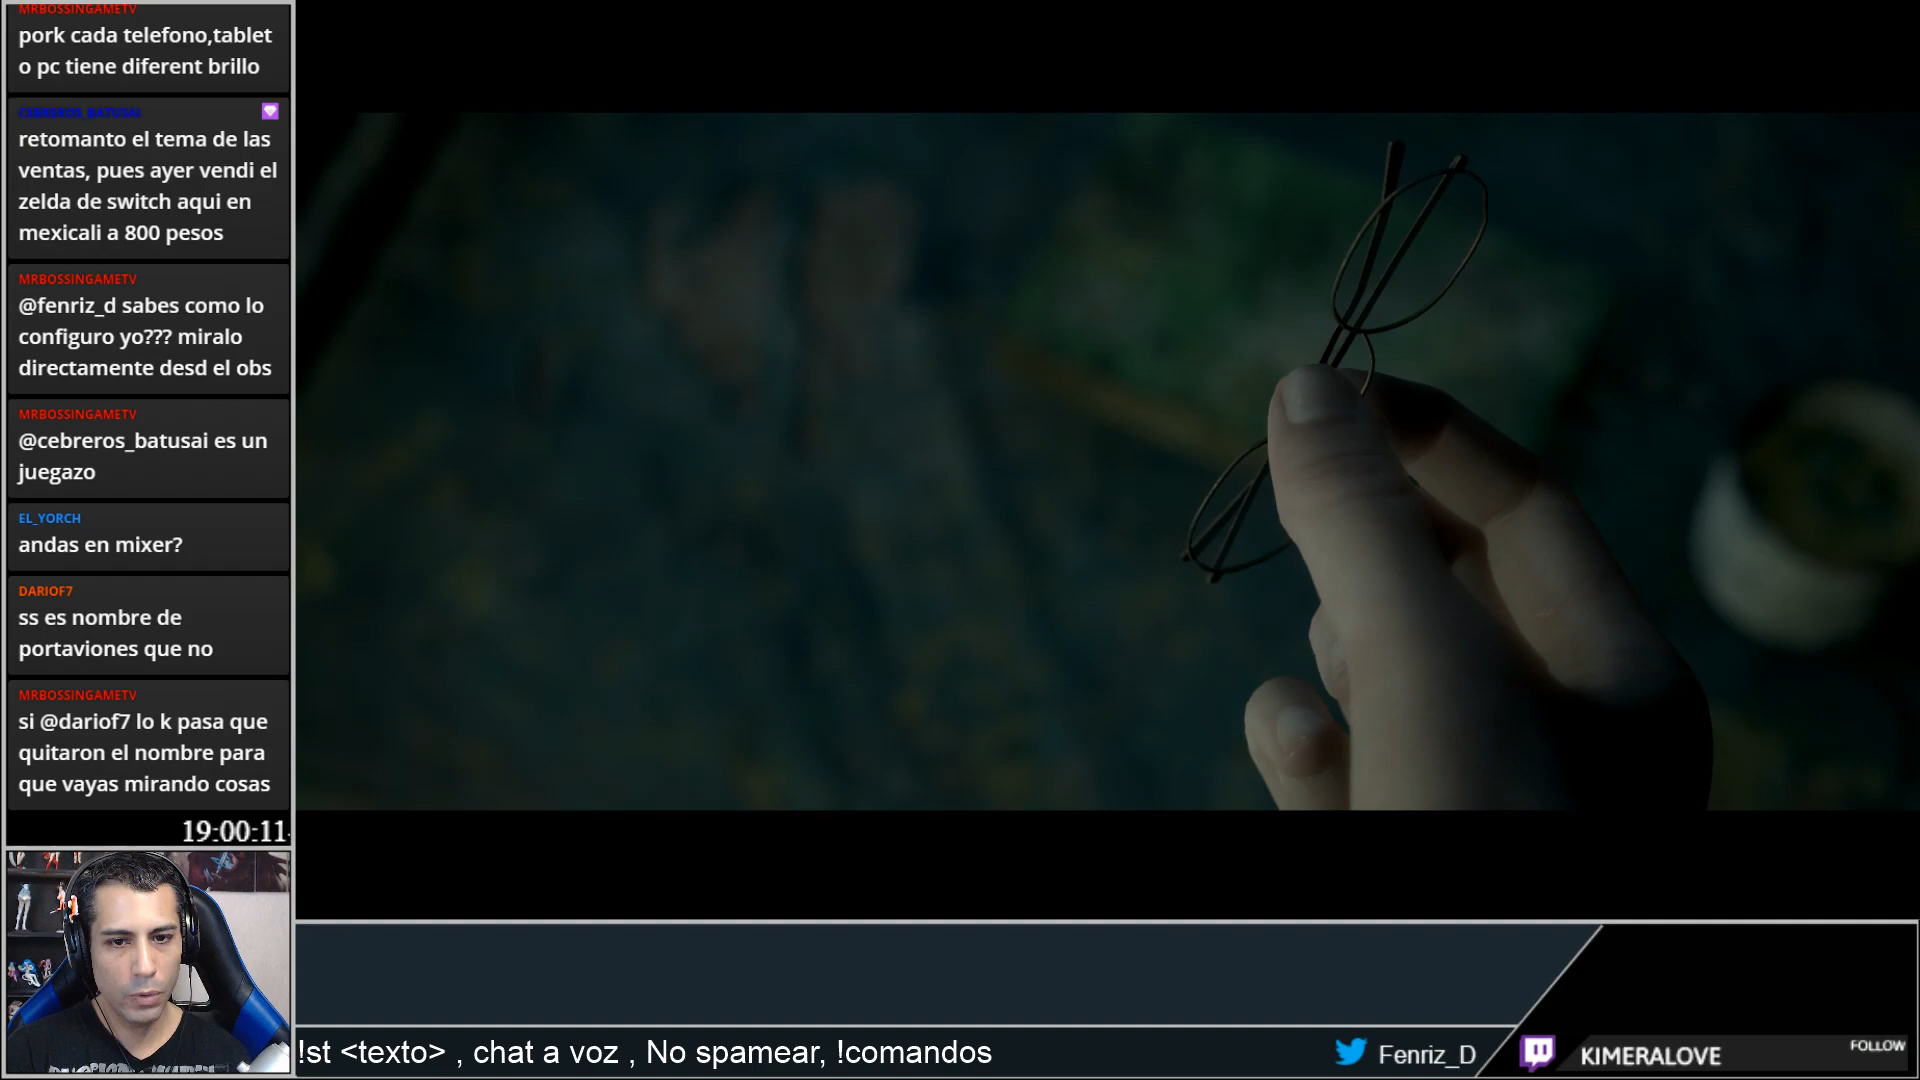 MRBOSSINGAMETV
pork cada telefono,tablet
o pc tiene diferent brillo
CEBREROS_BATUSAI
retomanto el tema de las
ventas, pues ayer vendi el
zelda de switch aqui en
mexicali a 800 pesos
MRBOSSINGAMETV
@fenriz_d sabes como lo
configuro yo??? miralo
directamente desd el obs
MRBOSSINGAMETV
@cebreros_batusai es un
juegazo
EL_YORCH
andas en mixer?
DARIOF7
ss es nombre de
portaviones que no
MRBOSSINGAMETV
si @dariof7 lo k pasa que
quitaron el nombre para
que vayas mirando cosas
19:00:11
!st <texto> , chat a voz , No spamear, !comandos
Fenriz_D
KIMERALOVE
FOLLOW